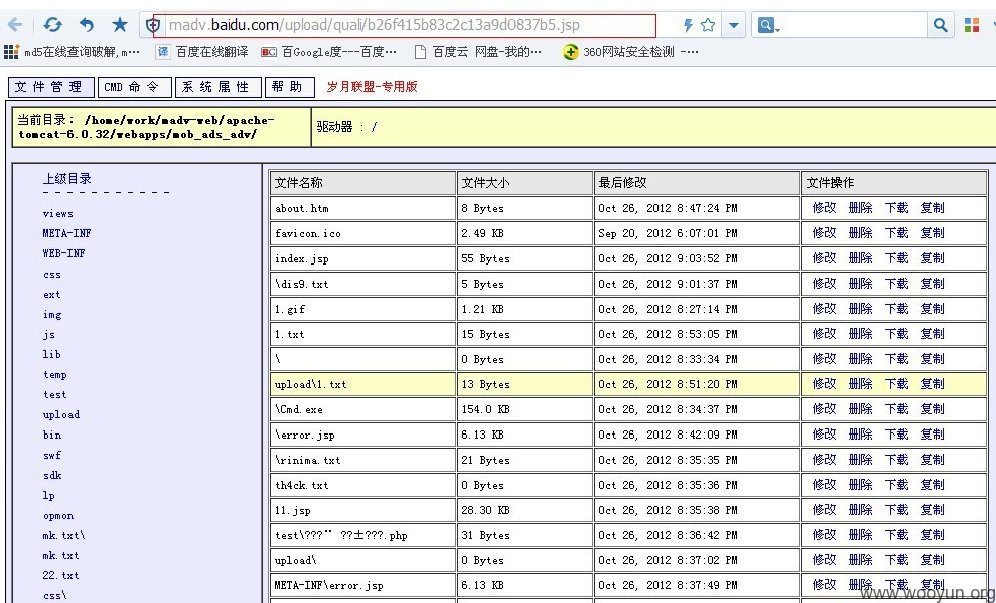 madv.baidu.com/upload/quali/b26f415b83c2c13a9d0837b5.jsp
md5在线查询破解,m··· 译 百度在线翻译 BG 百Google度---百度··· 百度云 网盘-我的··· 360网站安全检测 -···
文件管理 CMD 命令 系统属性 帮助 岁月联盟-专用版
当前目录: /home/work/madv-web/apache-
tomcat-6.0.32/webapps/mob_ads_adv/
驱动器 : /
上级目录
- - - - - - - - - - -
views
META-INF
WEB-INF
css
ext
img
js
lib
temp
test
upload
bin
swf
sdk
lp
opmon
mk.txt\
mk.txt
22.txt
css\
文件名称 文件大小 最后修改 文件操作
about.htm 8 Bytes Oct 26, 2012 8:47:24 PM 修改 删除 下载 复制
favicon.ico 2.49 KB Sep 20, 2012 6:07:01 PM 修改 删除 下载 复制
index.jsp 55 Bytes Oct 26, 2012 9:03:52 PM 修改 删除 下载 复制
\dis9.txt 5 Bytes Oct 26, 2012 9:01:37 PM 修改 删除 下载 复制
1.gif 1.21 KB Oct 26, 2012 8:27:14 PM 修改 删除 下载 复制
1.txt 15 Bytes Oct 26, 2012 8:53:05 PM 修改 删除 下载 复制
\ 0 Bytes Oct 26, 2012 8:33:34 PM 修改 删除 下载 复制
upload\1.txt 13 Bytes Oct 26, 2012 8:51:20 PM 修改 删除 下载 复制
\Cmd.exe 154.0 KB Oct 26, 2012 8:34:37 PM 修改 删除 下载 复制
\error.jsp 6.13 KB Oct 26, 2012 8:42:09 PM 修改 删除 下载 复制
\rinima.txt 21 Bytes Oct 26, 2012 8:35:35 PM 修改 删除 下载 复制
th4ck.txt 0 Bytes Oct 26, 2012 8:35:36 PM 修改 删除 下载 复制
11.jsp 28.30 KB Oct 26, 2012 8:35:38 PM 修改 删除 下载 复制
test\???¨ ??±???.php 31 Bytes Oct 26, 2012 8:36:42 PM 修改 删除 下载 复制
upload\ 0 Bytes Oct 26, 2012 8:37:02 PM 修改 删除 下载 复制
META-INF\error.jsp 6.13 KB Oct 26, 2012 8:37:49 PM 修改 删除 下载 复制
www.wooyun.org